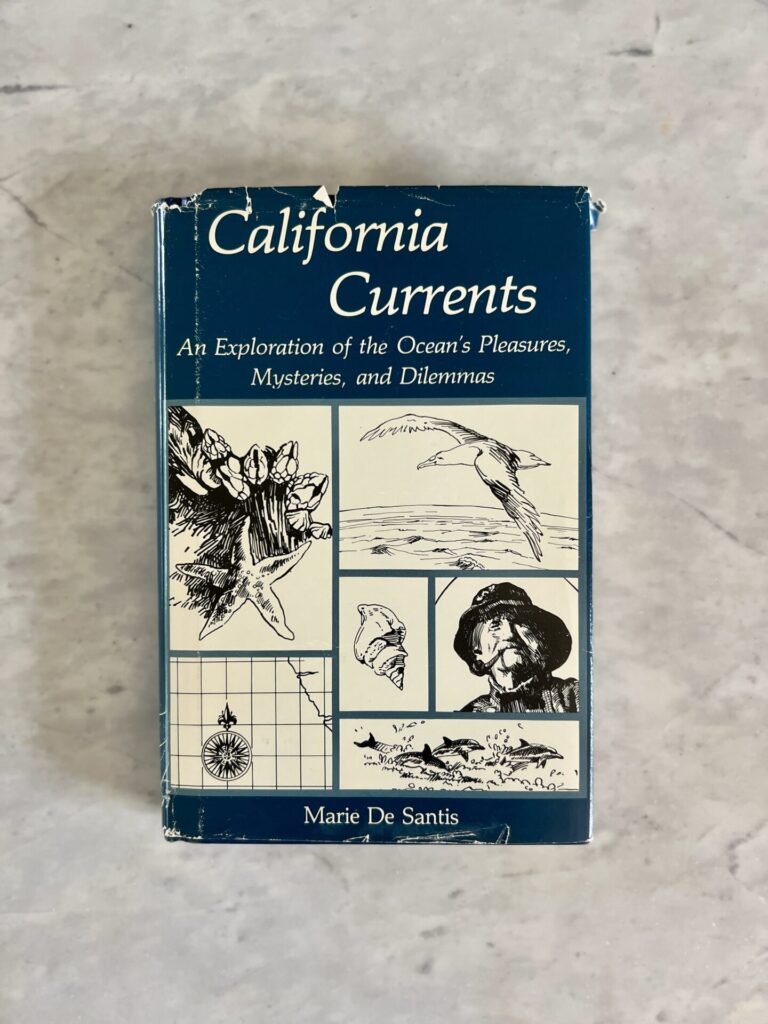 California
Currents
An Exploration of the Ocean's Pleasures,
Mysteries, and Dilemmas
Marie De Santis